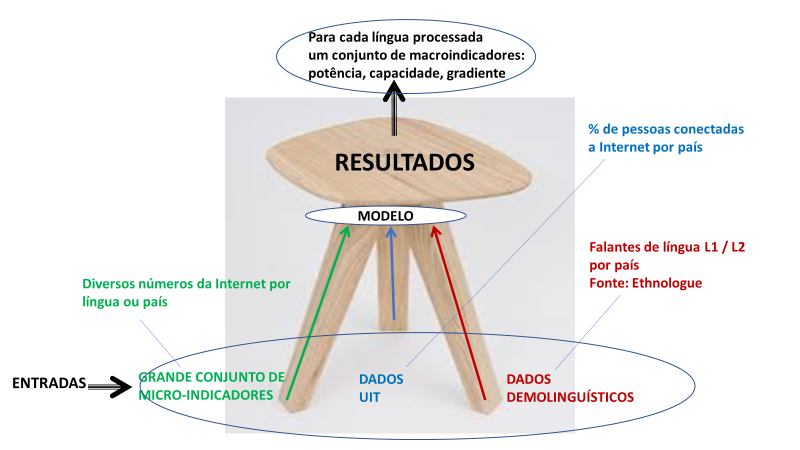 Para cada língua processada
um conjunto de macroindicadores:
potência, capacidade, gradiente
% de pessoas conectadas
a Internet por país
RESULTADOS
MODELO
Falantes de língua L1 / L2
por país
Fonte: Ethnologue
Diversos números da Internet por
língua ou país
ENTRADAS
GRANDE CONJUNTO DE
MICRO-INDICADORES
DADOS
UIT
DADOS
DEMOLINGUÍSTICOS